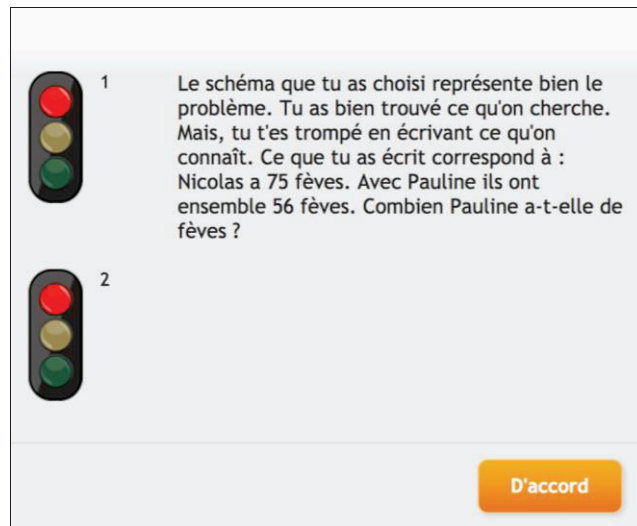 1
Le schéma que tu as choisi représente bien le
problème. Tu as bien trouvé ce qu'on cherche.
Mais, tu t'es trompé en écrivant ce qu'on
connaît. Ce que tu as écrit correspond à :
Nicolas a 75 fèves. Avec Pauline ils ont
ensemble 56 fèves. Combien Pauline a-t-elle de
fèves ?
2
D'accord